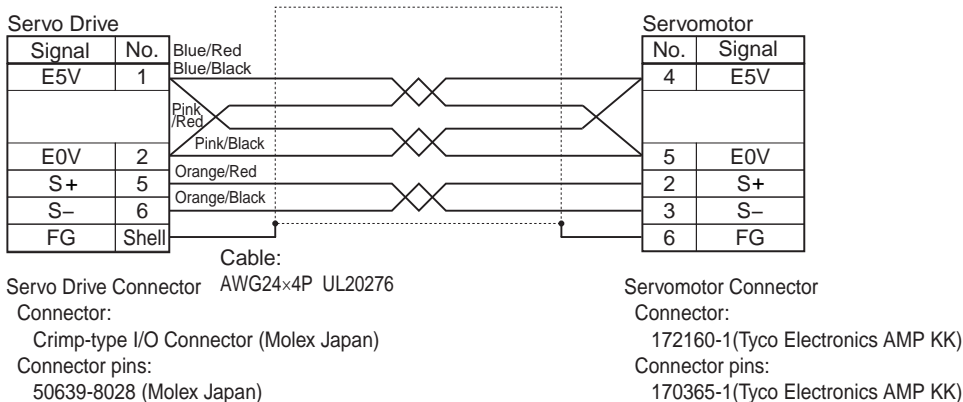 Servo Drive
Servomotor
Signal No. Blue/Red No. Signal
Blue/Black
E5V 1 4 E5V
Pink
/Red
Pink/Black
E0V 2 5 E0V
Orange/Red
S+ 5 2 S+
Orange/Black
S− 6 3 S−
FG Shell 6 FG
Cable:
AWG24×4P UL20276
Servo Drive Connector
Connector:
Crimp-type I/O Connector (Molex Japan)
Connector pins:
50639-8028 (Molex Japan)
Servomotor Connector
Connector:
172160-1(Tyco Electronics AMP KK)
Connector pins:
170365-1(Tyco Electronics AMP KK)